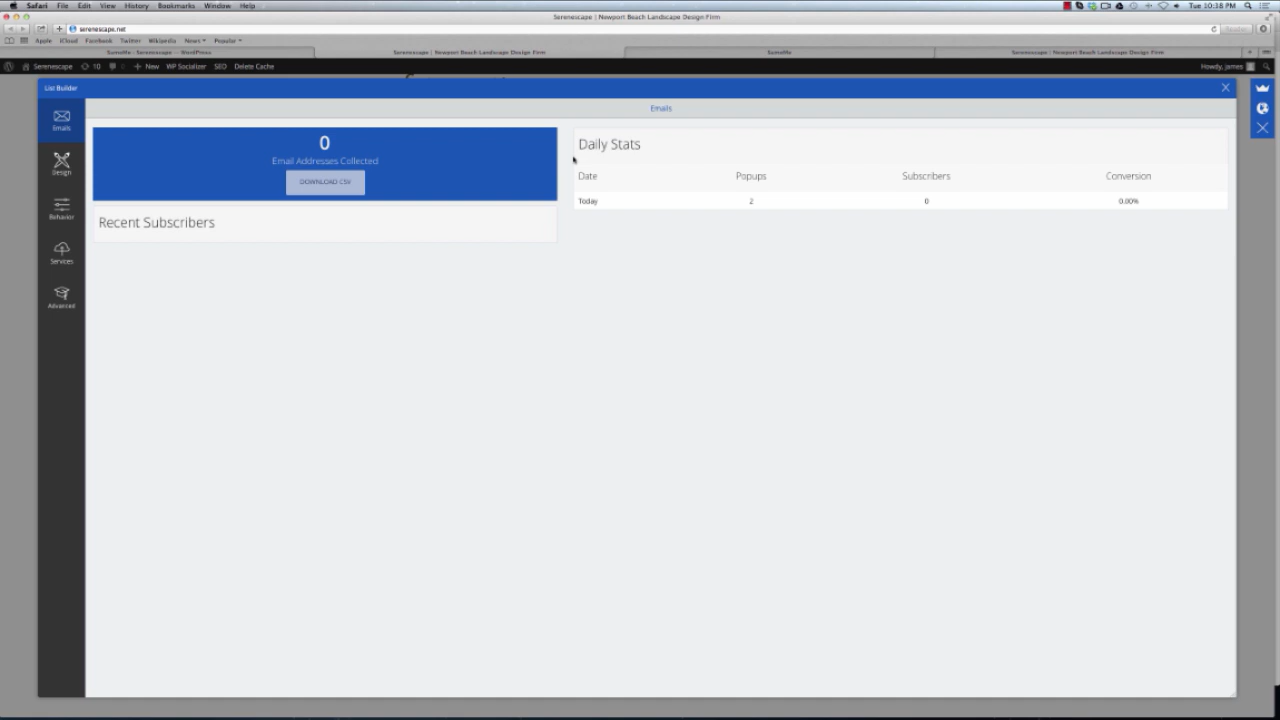 Safari File Edit View History Bookmarks Window Help Tue 10:38 PM
Serenescape | Newport Beach Landscape Design Firm
serenescape.net
Apple iCloud Facebook Twitter Wikipedia News Popular
SumoMe - Serenescape — WordPress Serenescape | Newport Beach Landscape Design Firm SumoMe Serenescape | Newport Beach Landscape Design Firm
Serenescape 10 New WP Socializer SEO Delete Cache Howdy, james
List Builder
Emails
Emails
Design
Behavior
Services
Advanced
0
Email Addresses Collected
DOWNLOAD CSV
Recent Subscribers
Daily Stats
Date Popups Subscribers Conversion
Today 2 0 0.00%